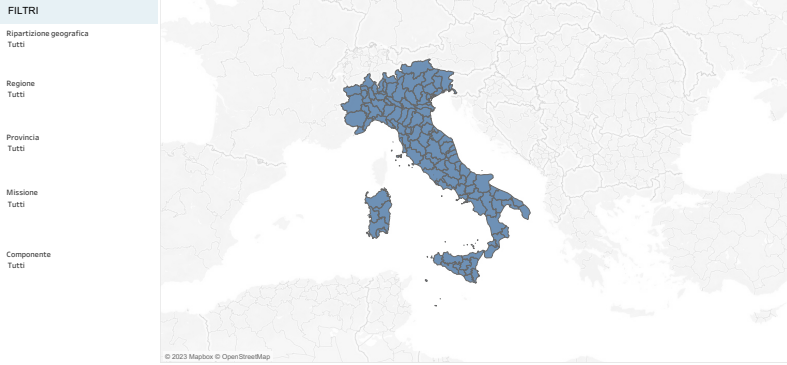 FILTRI
Ripartizione geografica
Tutti
Regione
Tutti
Provincia
Tutti
Missione
Tutti
Componente
Tutti
© 2023 Mapbox © OpenStreetMap